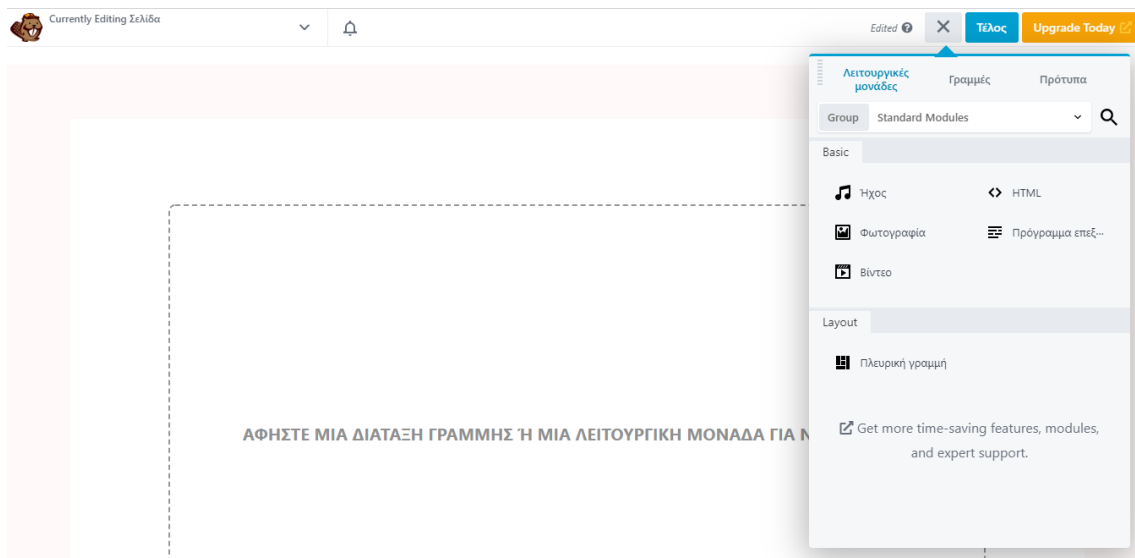 Currently Editing Σελίδα
Edited
Τέλος
Upgrade Today
Λειτουργικές
μονάδες
Γραμμές
Πρότυπα
Group
Standard Modules
Basic
Ήχος
HTML
Φωτογραφία
Πρόγραμμα επεξ...
Βίντεο
Layout
Πλευρική γραμμή
ΑΦΗΣΤΕ ΜΙΑ ΔΙΑΤΑΞΗ ΓΡΑΜΜΗΣ Ή ΜΙΑ ΛΕΙΤΟΥΡΓΙΚΗ ΜΟΝΑΔΑ ΓΙΑ
Get more time-saving features, modules,
and expert support.